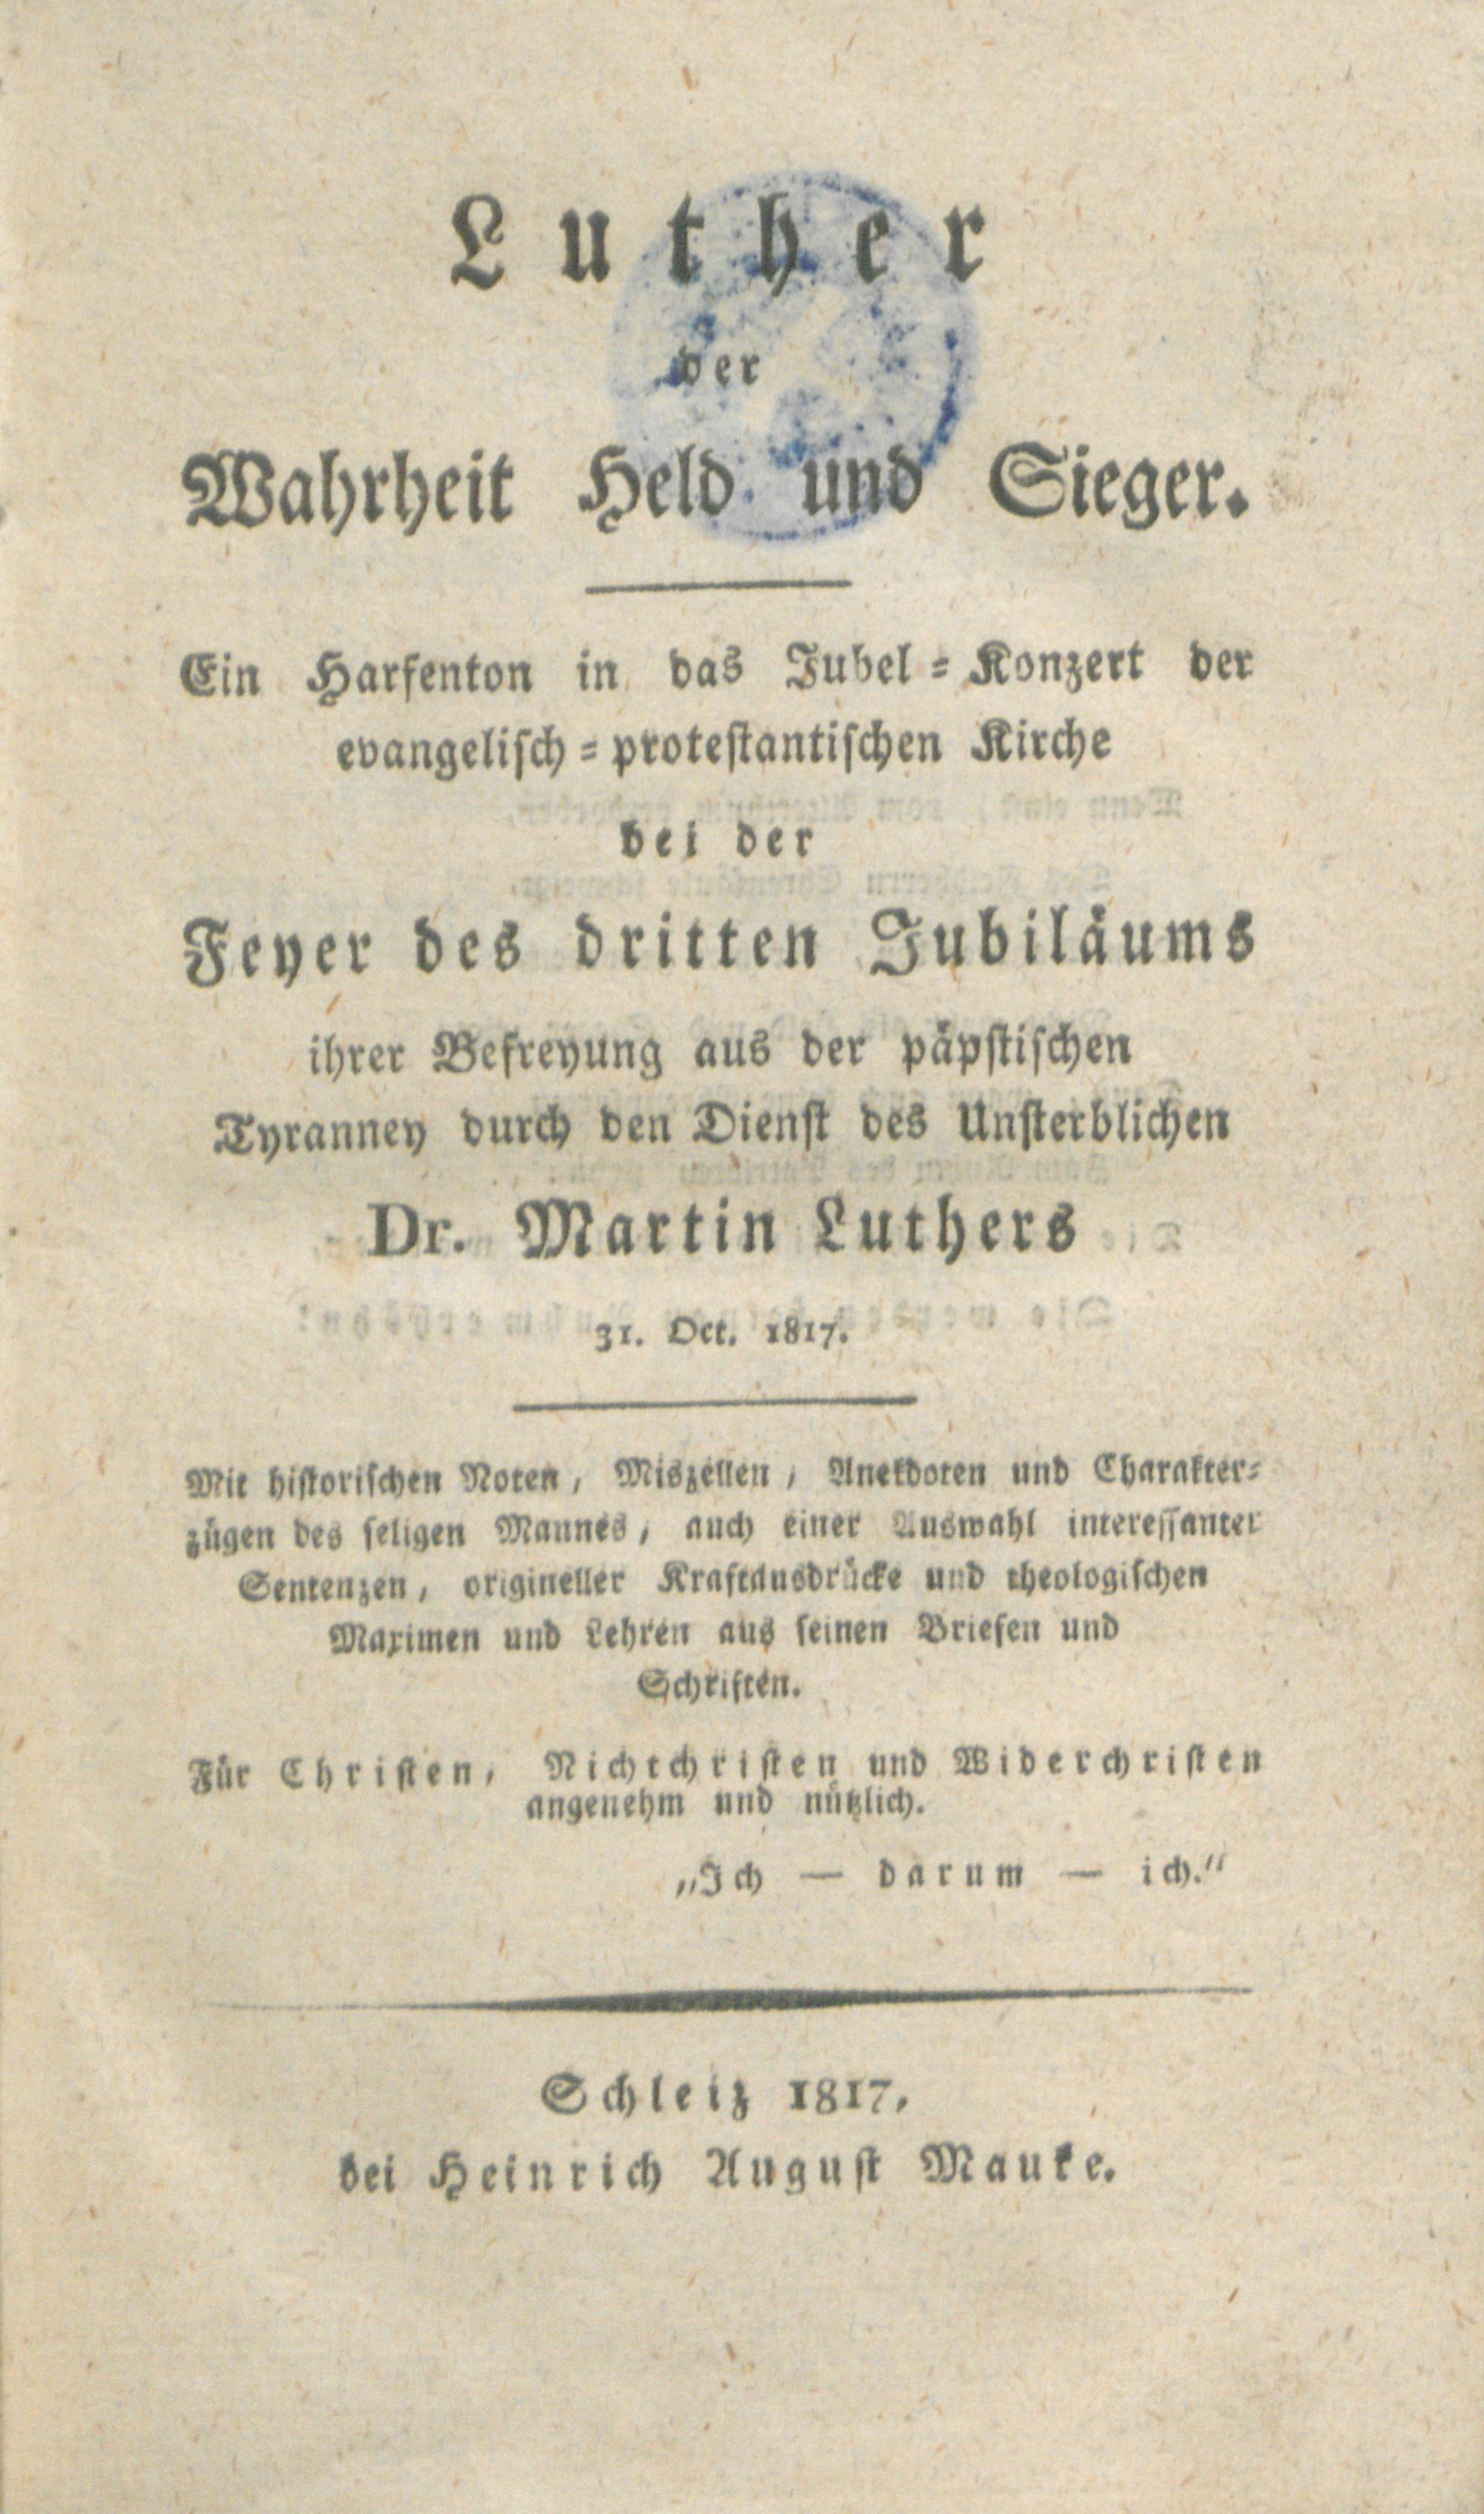 Luther
der
Wahrheit Held und Sieger.
Ein Harfenton in das Jubel-Konzert der
evangelisch-protestantischen Kirche
bei der
Feyer des dritten Jubiläums
ihrer Befreyung aus der päpstischen
Tyranney durch den Dienst des Unsterblichen
Dr. Martin Luthers
31. Oct. 1817.
Mit historischen Noten, Miszellen, Anekdoten und Charakter-
zügen des seligen Mannes, auch einer Auswahl interessanter
Sentenzen, origineller Kraftausdrücke und theologischen
Maximen und Lehren aus seinen Briefen und
Schriften.
Für Christen, Nichtchristen und Widerchristen
angenehm und nützlich.
„Ich — darum — ich.“
Schleiz 1817,
bei Heinrich August Mauke.